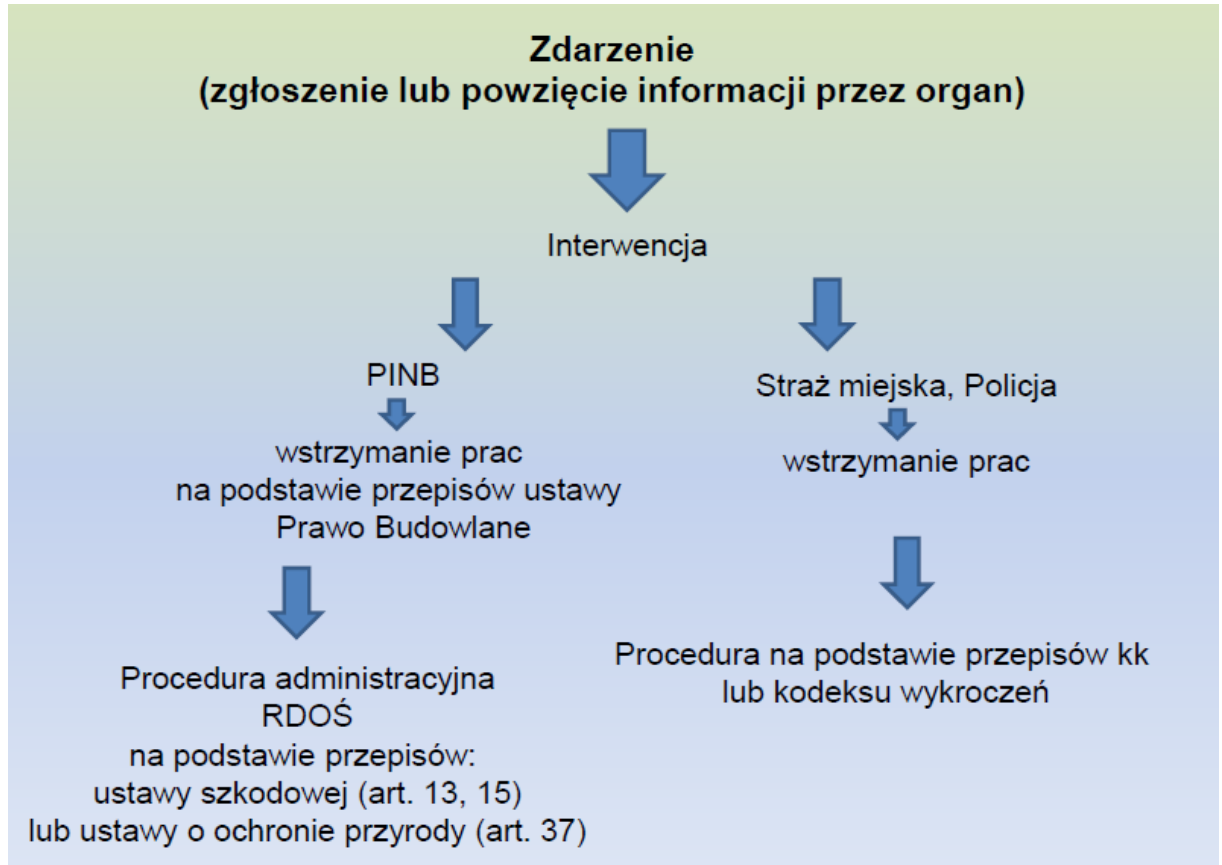 Zdarzenie
(zgłoszenie lub powzięcie informacji przez organ)
Interwencja
PINB
wstrzymanie prac
na podstawie przepisów ustawy
Prawo Budowlane
Procedura administracyjna
RDOŚ
na podstawie przepisów:
ustawy szkodowej (art. 13, 15)
lub ustawy o ochronie przyrody (art. 37)
Straż miejska, Policja
wstrzymanie prac
Procedura na podstawie przepisów kk
lub kodeksu wykroczeń